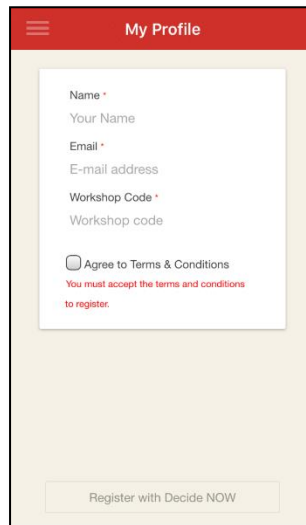 My Profile
Name *
Your Name
Email *
E-mail address
Workshop Code *
Workshop code
Agree to Terms & Conditions
You must accept the terms and conditions
to register.
Register with Decide NOW